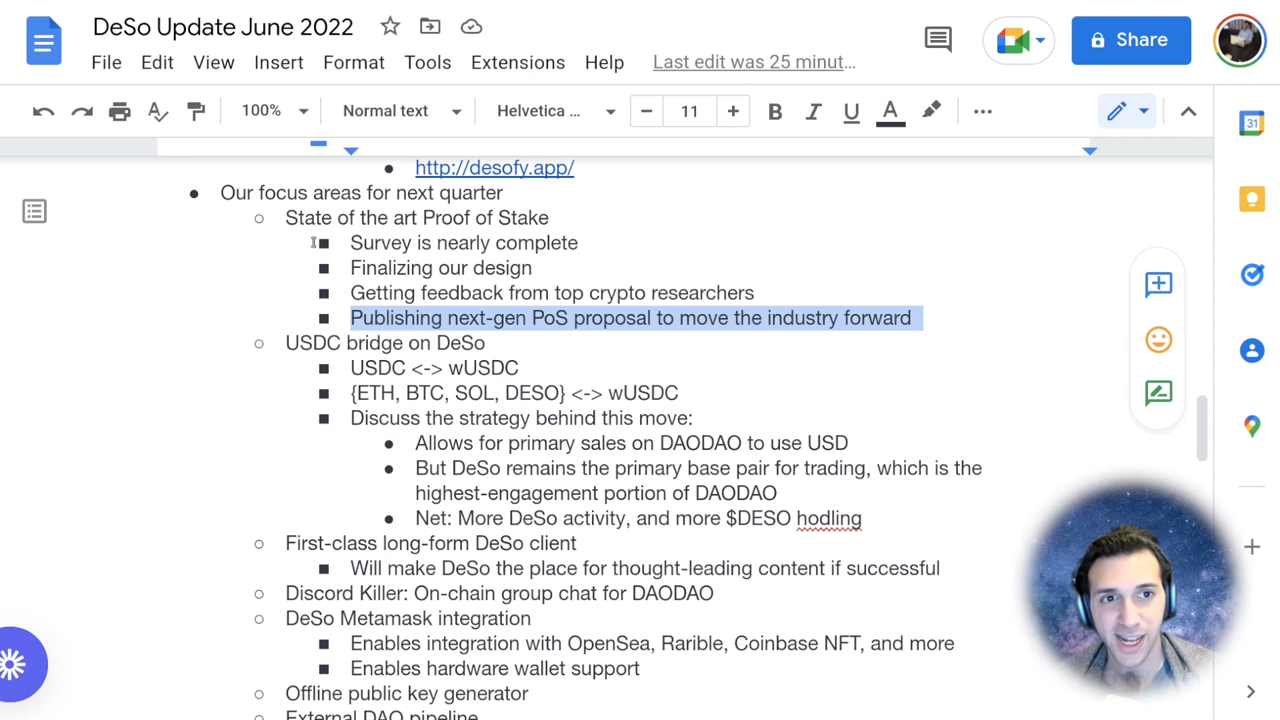 DeSo Update June 2022
File Edit View Insert Format Tools Extensions Help Last edit was 25 minut...
Share
100% Normal text Helvetica ... 11 B I U A
31
http://desofy.app/
Our focus areas for next quarter
State of the art Proof of Stake
Survey is nearly complete
Finalizing our design
Getting feedback from top crypto researchers
Publishing next-gen PoS proposal to move the industry forward
USDC bridge on DeSo
USDC <-> wUSDC
{ETH, BTC, SOL, DESO} <-> wUSDC
Discuss the strategy behind this move:
Allows for primary sales on DAODAO to use USD
But DeSo remains the primary base pair for trading, which is the
highest-engagement portion of DAODAO
Net: More DeSo activity, and more $DESO hodling
First-class long-form DeSo client
Will make DeSo the place for thought-leading content if successful
Discord Killer: On-chain group chat for DAODAO
DeSo Metamask integration
Enables integration with OpenSea, Rarible, Coinbase NFT, and more
Enables hardware wallet support
Offline public key generator
External DAO pipeline